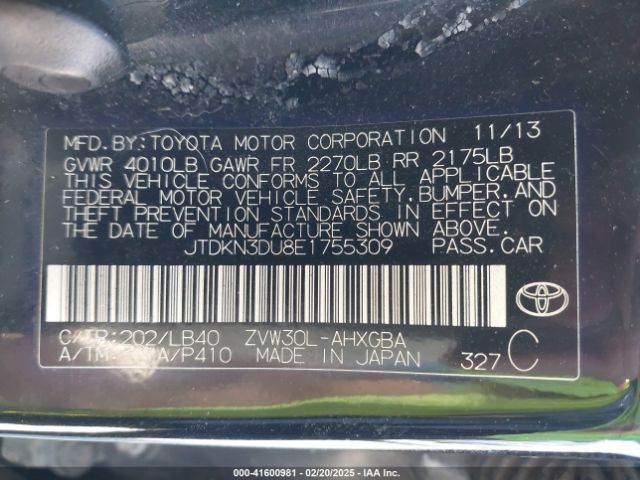 MFD.BY:TOYOTA MOTOR CORPORATION 11/13
GVWR 4010LB GAWR FR 2270LB RR 2175LB
THIS VEHICLE CONFORMS TO ALL APPLICABLE
FEDERAL MOTOR VEHICLE SAFETY,BUMPER,AND
THEFT PREVENTION STANDARDS IN EFFECT ON
THE DATE OF MANUFACTURE SHOWN ABOVE.
JTDKN3DU8E1755309 PASS.CAR
C/TR:202/LB40 ZVW30L-AHXGBA
A/TM: /P410 MADE IN JAPAN 327 C
000-41600981 - 02/20/2025 - IAA Inc.